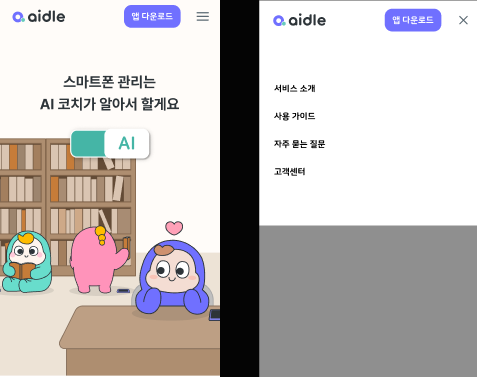 aidle
앱 다운로드
스마트폰 관리는
AI 코치가 알아서 할게요
AI
aidle
앱 다운로드
서비스 소개
사용 가이드
자주 묻는 질문
고객센터